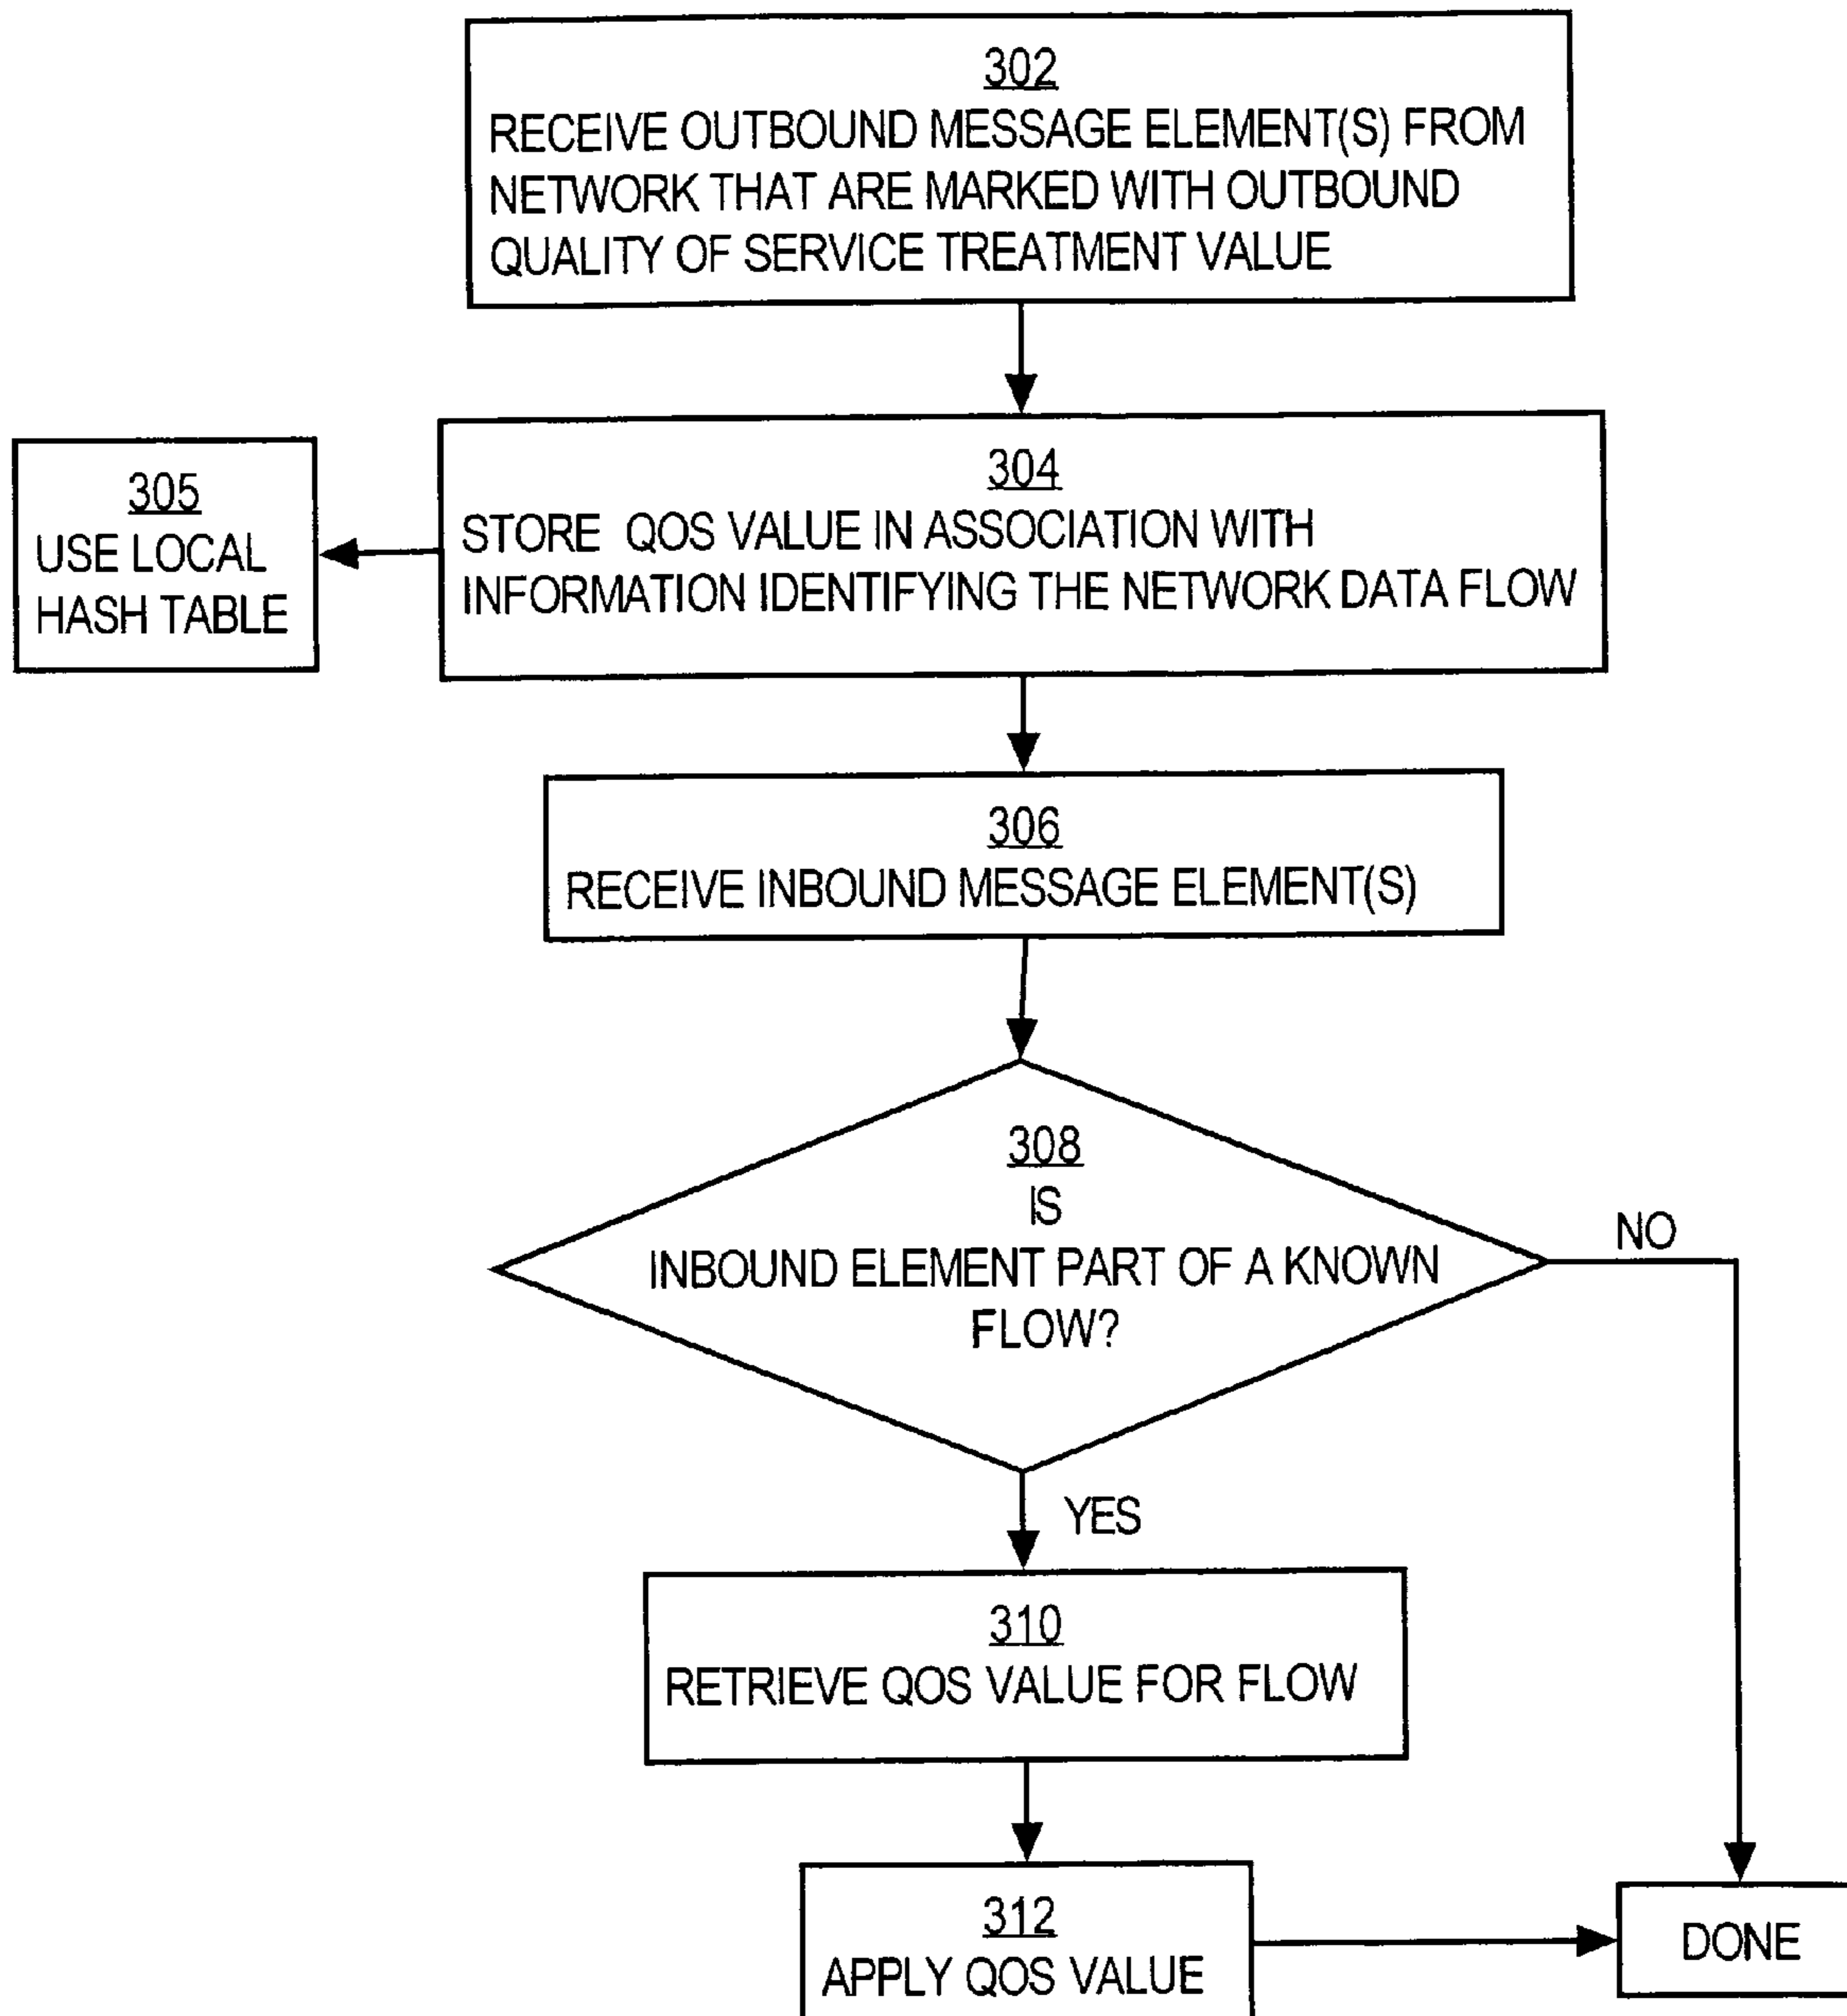 302
RECEIVE OUTBOUND MESSAGE ELEMENT(S) FROM
NETWORK THAT ARE MARKED WITH OUTBOUND
QUALITY OF SERVICE TREATMENT VALUE
304
STORE QOS VALUE IN ASSOCIATION WITH
INFORMATION IDENTIFYING THE NETWORK DATA FLOW
305
USE LOCAL
HASH TABLE
306
RECEIVE INBOUND MESSAGE ELEMENT(S)
308
IS
INBOUND ELEMENT PART OF A KNOWN
FLOW?
NO
YES
310
RETRIEVE QOS VALUE FOR FLOW
312
APPLY QOS VALUE
DONE